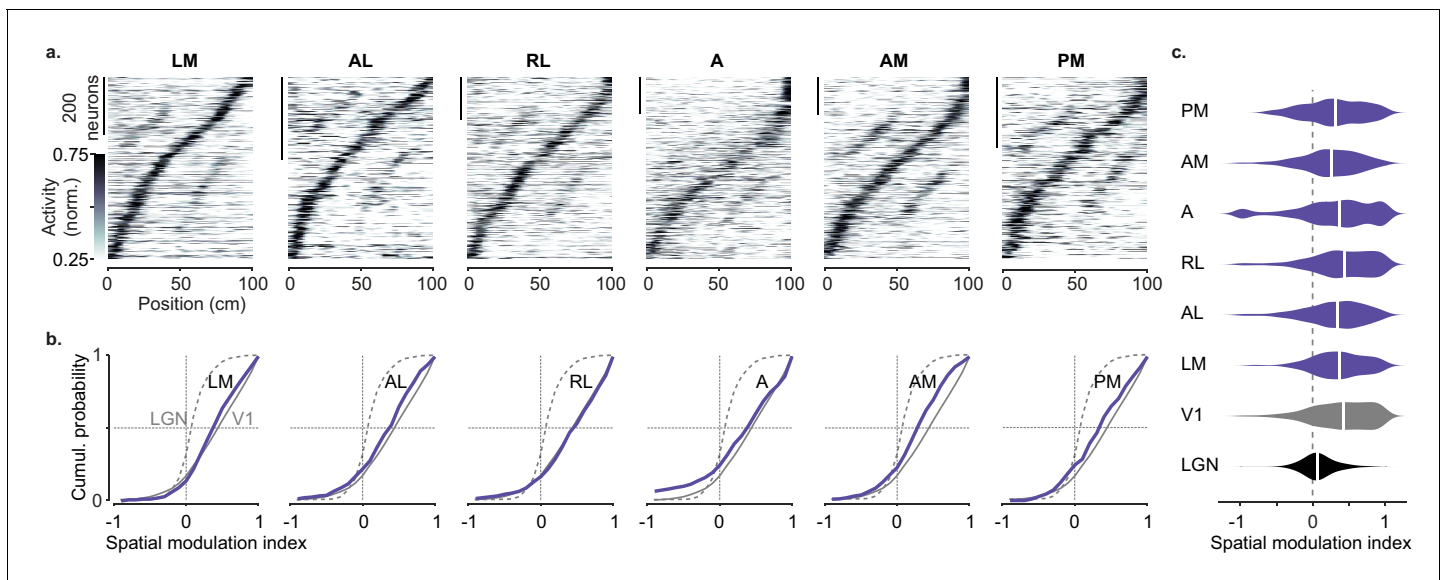 a.
LM AL RL A AM PM
200
neurons
0.75
Activity
(norm.)
0.25
0 50 100 0 50 100 0 50 100 0 50 100 0 50 100 0 50 100
Position (cm)
b.
Cumul. probability
1
0
LM
LGN
V1
AL
RL
A
AM
PM
-1 0 1 -1 0 1 -1 0 1 -1 0 1 -1 0 1 -1 0 1
Spatial modulation index
c.
PM
AM
A
RL
AL
LM
V1
LGN
-1 0 1
Spatial modulation index